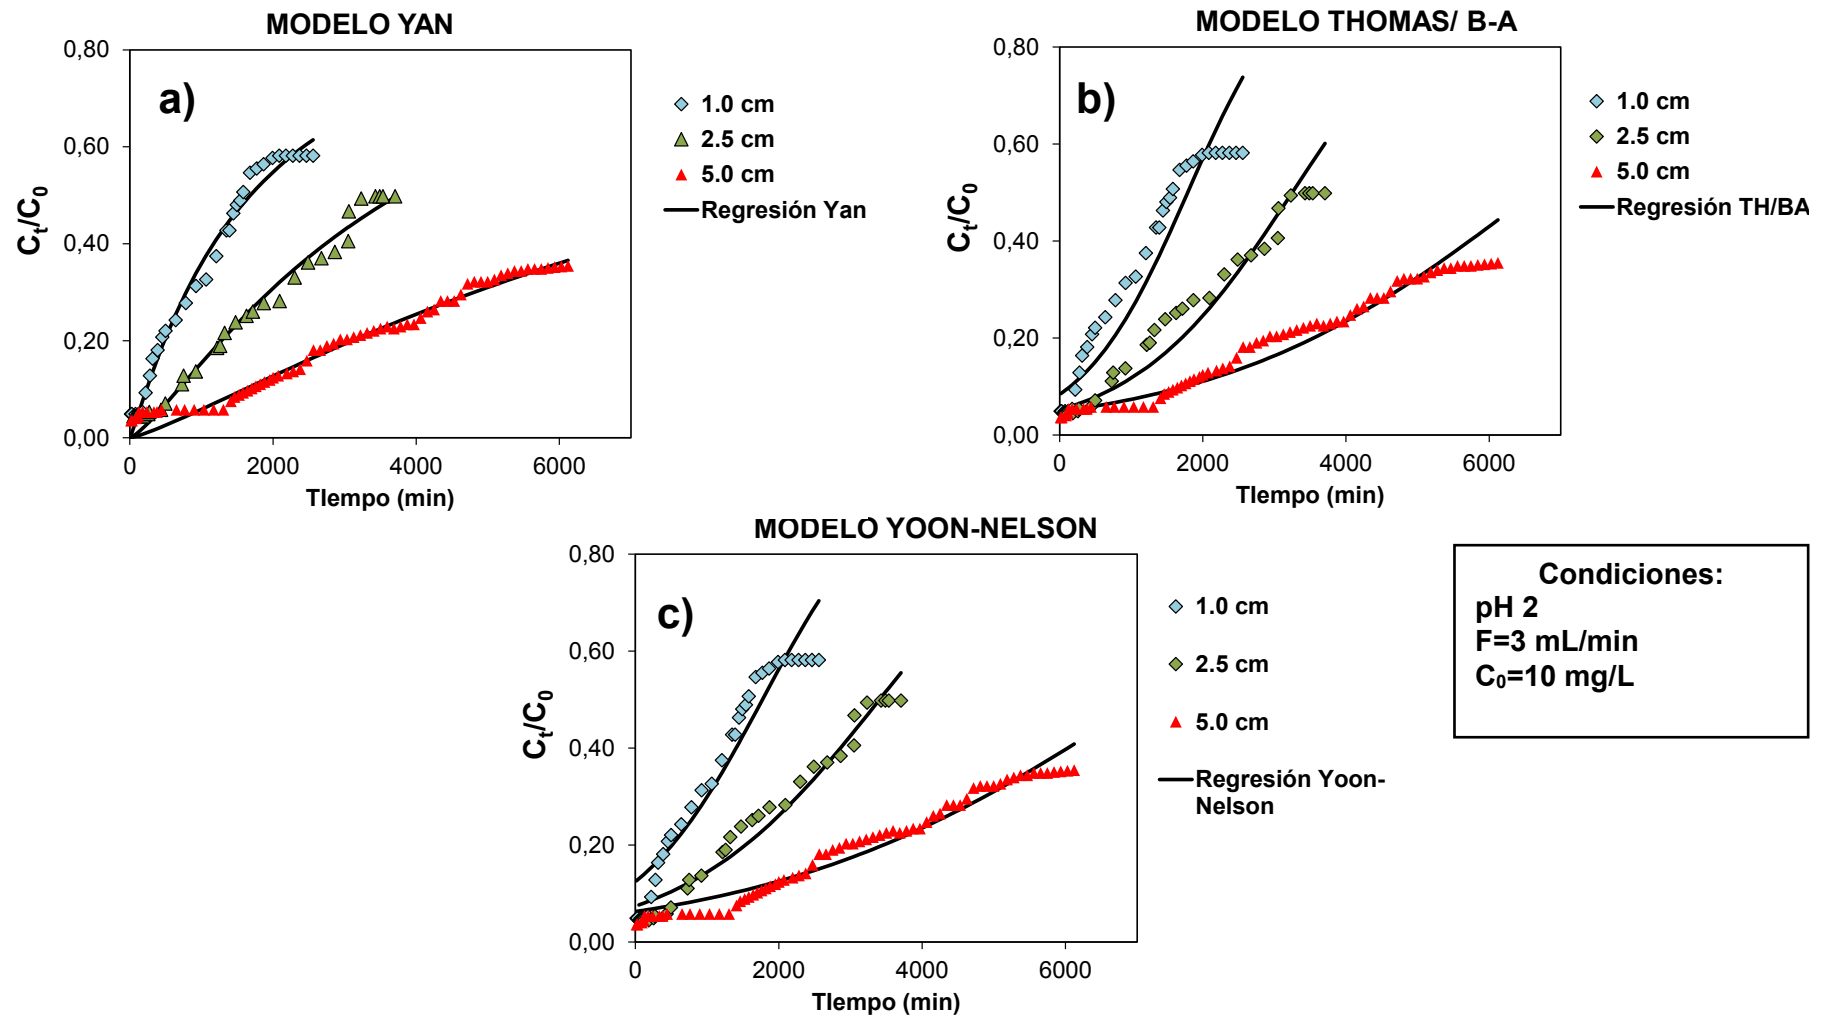 MODELO YAN
a)
0,80
0,60
0,40
0,20
0,00
Ct/C0
0 2000 4000 6000
TIempo (min)
1.0 cm
2.5 cm
5.0 cm
Regresión Yan
MODELO THOMAS/ B-A
b)
0,80
0,60
0,40
0,20
0,00
Ct/C0
0 2000 4000 6000
TIempo (min)
1.0 cm
2.5 cm
5.0 cm
Regresión TH/BA
MODELO YOON-NELSON
c)
0,80
0,60
0,40
0,20
0,00
Ct/C0
0 2000 4000 6000
TIempo (min)
1.0 cm
2.5 cm
5.0 cm
Regresión Yoon-
Nelson
Condiciones:
pH 2
F=3 mL/min
C₀=10 mg/L